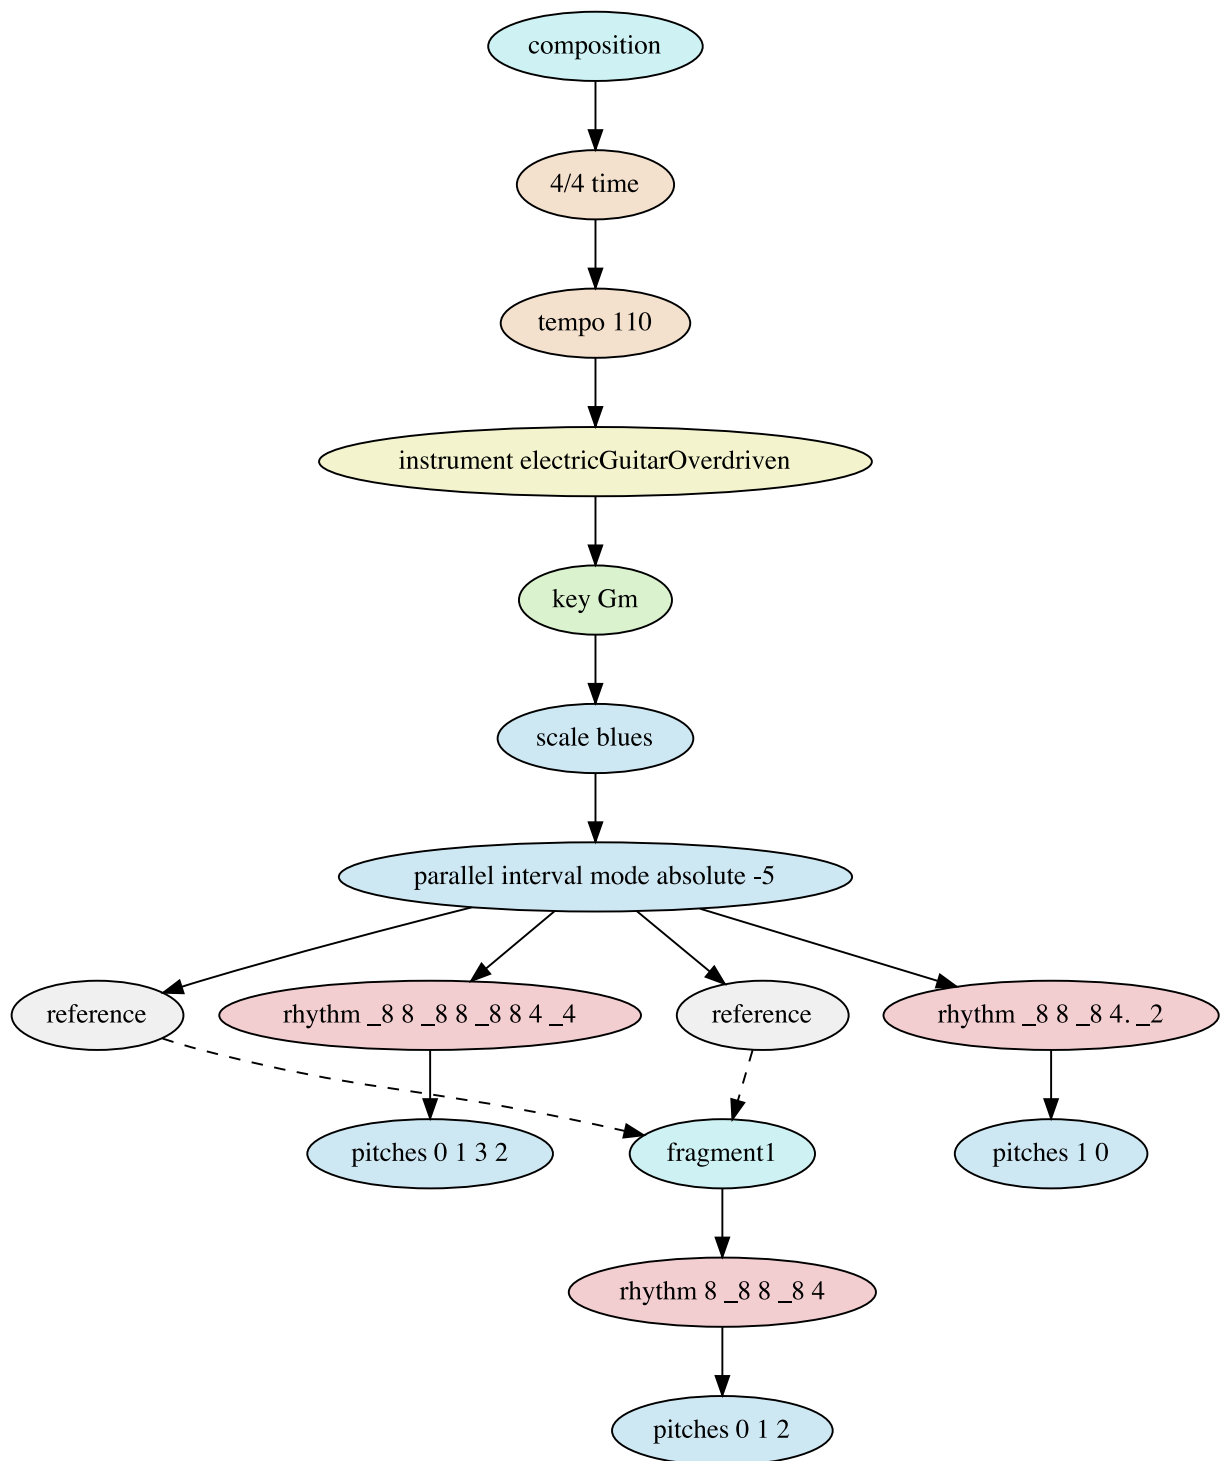 composition
4/4 time
tempo 110
instrument electricGuitarOverdriven
key Gm
scale blues
parallel interval mode absolute -5
reference
rhythm _8 8 _8 8 _8 8 4 _4
reference
rhythm _8 8 _8 4. _2
pitches 0 1 3 2
fragment1
pitches 1 0
rhythm 8 _8 8 _8 4
pitches 0 1 2